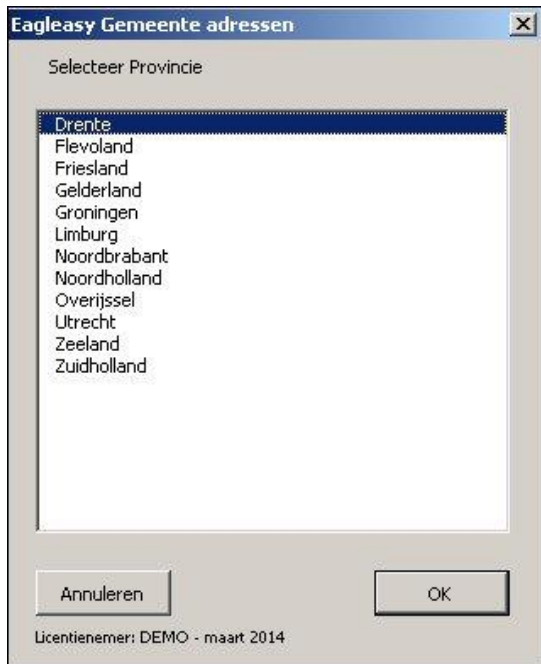 Eagleasy Gemeente adressen
Selecteer Provincie
Drente
Flevoland
Friesland
Gelderland
Groningen
Limburg
Noordbrabant
Noordholland
Overijssel
Utrecht
Zeeland
Zuidholland
Annuleren
OK
Licentienemer: DEMO - maart 2014